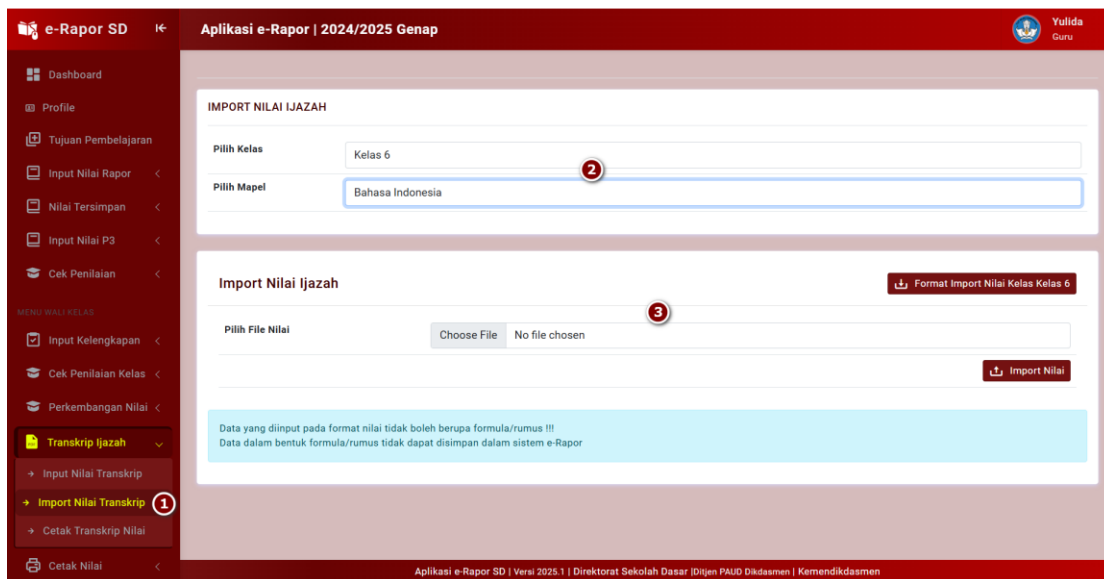 e-Rapor SD
Aplikasi e-Rapor | 2024/2025 Genap
Yulida
Guru
Dashboard
Profile
Tujuan Pembelajaran
Input Nilai Rapor
Nilai Tersimpan
Input Nilai P3
Cek Penilaian
MENU WALI KELAS
Input Kelengkapan
Cek Penilaian Kelas
Perkembangan Nilai
Transkrip Ijazah
Input Nilai Transkrip
Import Nilai Transkrip
1
Cetak Transkrip Nilai
Cetak Nilai
IMPORT NILAI IJAZAH
Pilih Kelas
Kelas 6
2
Pilih Mapel
Bahasa Indonesia
Import Nilai Ijazah
Format Import Nilai Kelas Kelas 6
3
Pilih File Nilai
Choose File No file chosen
Import Nilai
Data yang diinput pada format nilai tidak boleh berupa formula/rumus !!!
Data dalam bentuk formula/rumus tidak dapat disimpan dalam sistem e-Rapor
Aplikasi e-Rapor SD | Versi 2025.1 | Direktorat Sekolah Dasar |Ditjen PAUD Dikdasmen | Kemendikdasmen